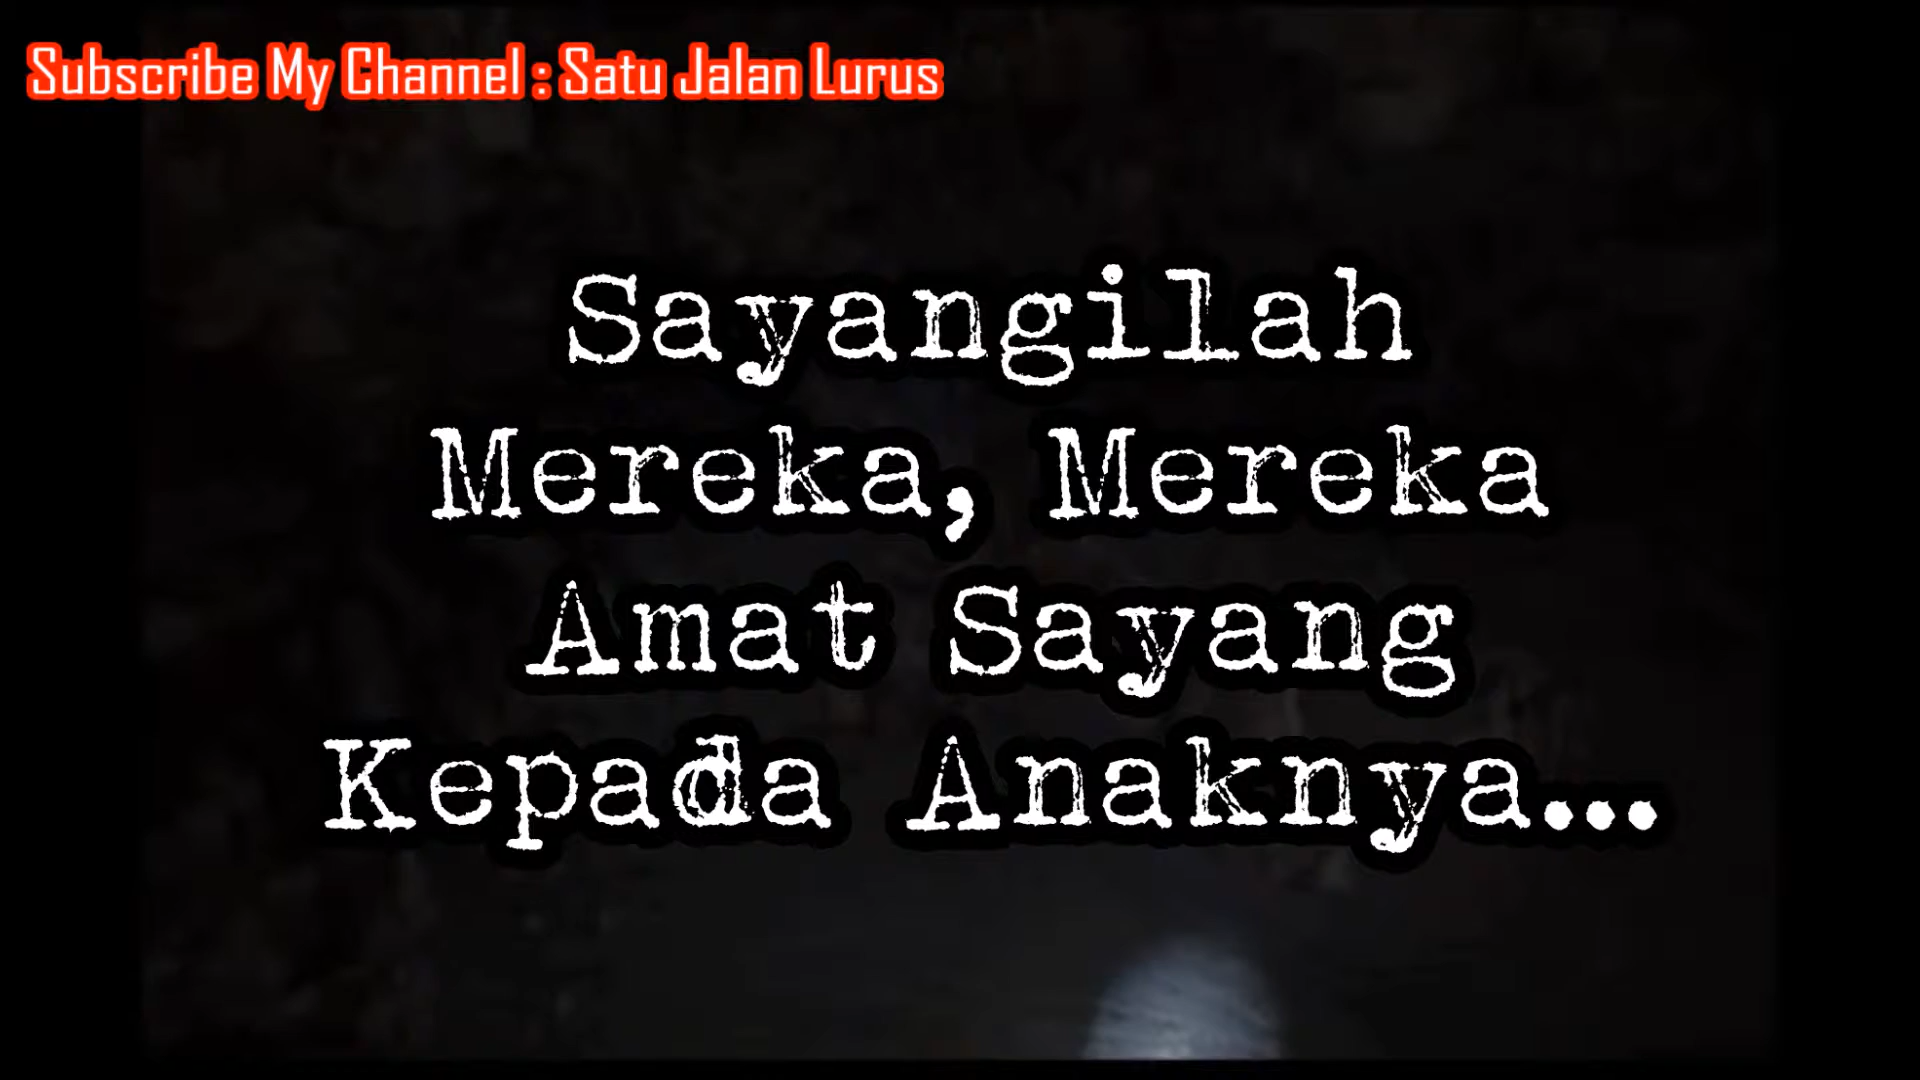 Subscribe My Channel : Satu Jalan Lurus
Sayangilah
Mereka, Mereka
Amat Sayang
Kepada Anaknya...